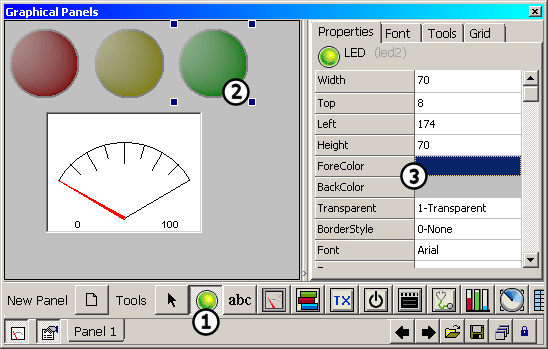 Graphical Panels
Properties Font Tools Grid
LED (led2)
Width 70
Top 8
Left 174
Height 70
ForeColor
BackColor
Transparent 1-Transparent
BorderStyle 0-None
Font Arial
2
3
0 100
New Panel Tools abc TX
1
Panel 1